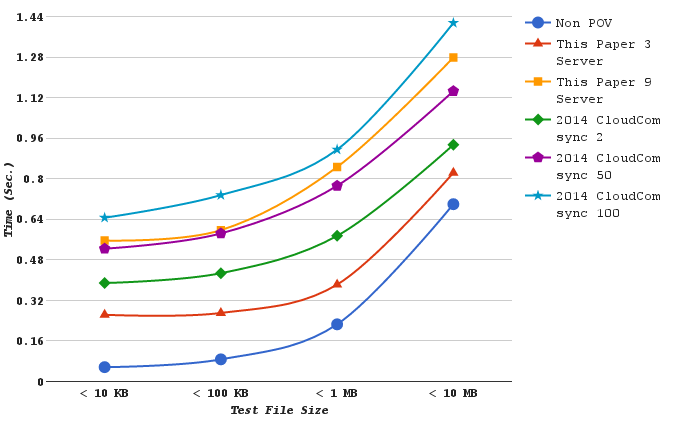 1.44
1.28
1.12
0.96
0.8
0.64
0.48
0.32
0.16
0
Time (Sec.)
< 10 KB
< 100 KB
< 1 MB
< 10 MB
Test File Size
Non POV
This Paper 3
Server
This Paper 9
Server
2014 CloudCom
sync 2
2014 CloudCom
sync 50
2014 CloudCom
sync 100